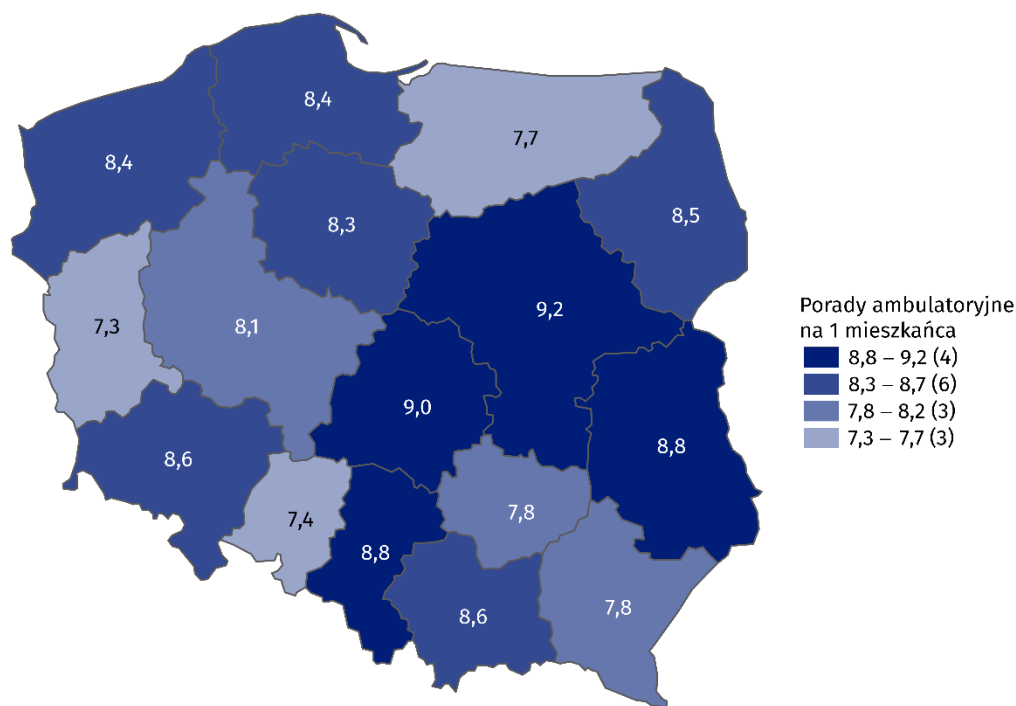 8,4
7,7
8,4
8,5
8,3
9,2
7,3
8,1
9,0
8,8
8,6
7,8
7,4
8,8
7,8
8,6
Porady ambulatoryjne
na 1 mieszkańca
8,8 – 9,2 (4)
8,3 – 8,7 (6)
7,8 – 8,2 (3)
7,3 – 7,7 (3)